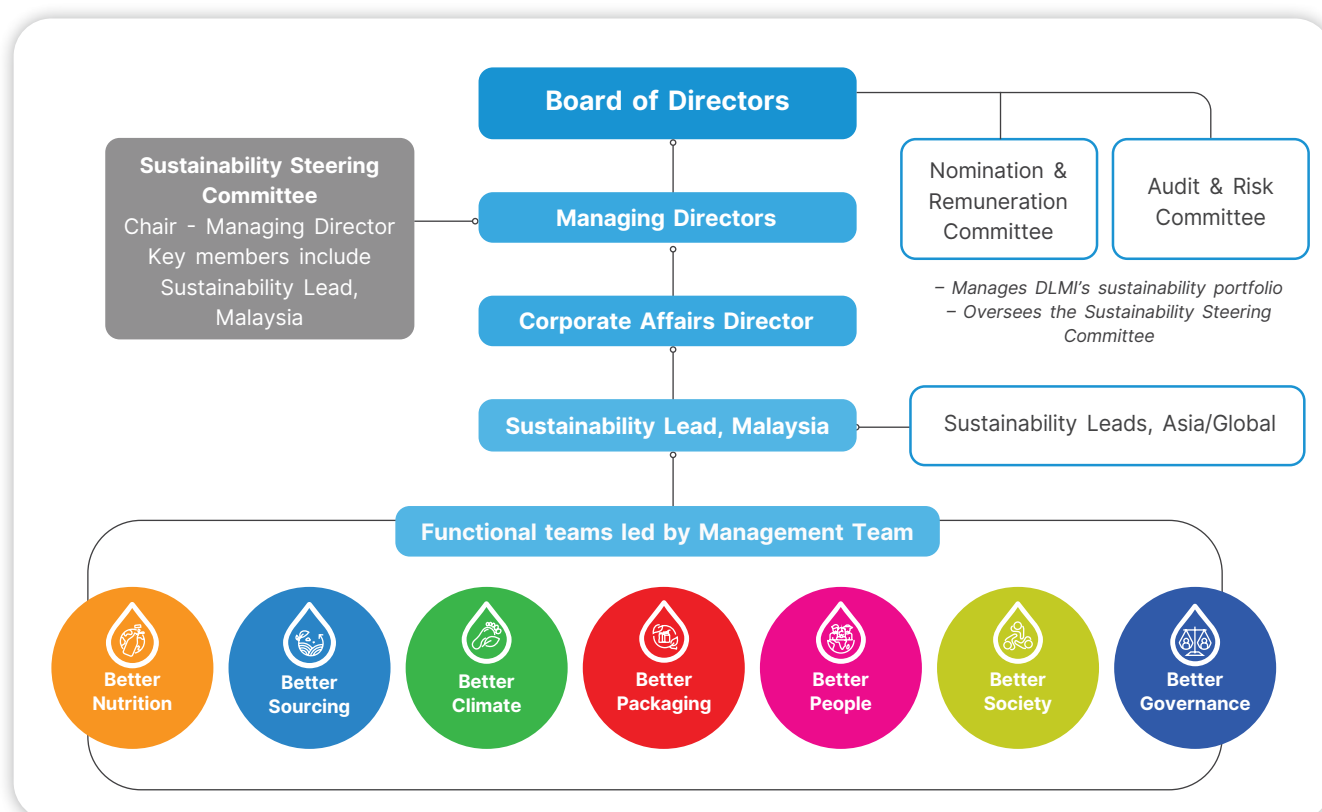 Board of Directors
Sustainability Steering
Committee
Chair - Managing Director
Key members include
Sustainability Lead,
Malaysia
Managing Directors
Nomination &
Remuneration
Committee
Audit & Risk
Committee
– Manages DLMI’s sustainability portfolio
– Oversees the Sustainability Steering
Committee
Corporate Affairs Director
Sustainability Lead, Malaysia
Sustainability Leads, Asia/Global
Functional teams led by Management Team
Better
Nutrition
Better
Sourcing
Better
Climate
Better
Packaging
Better
People
Better
Society
Better
Governance